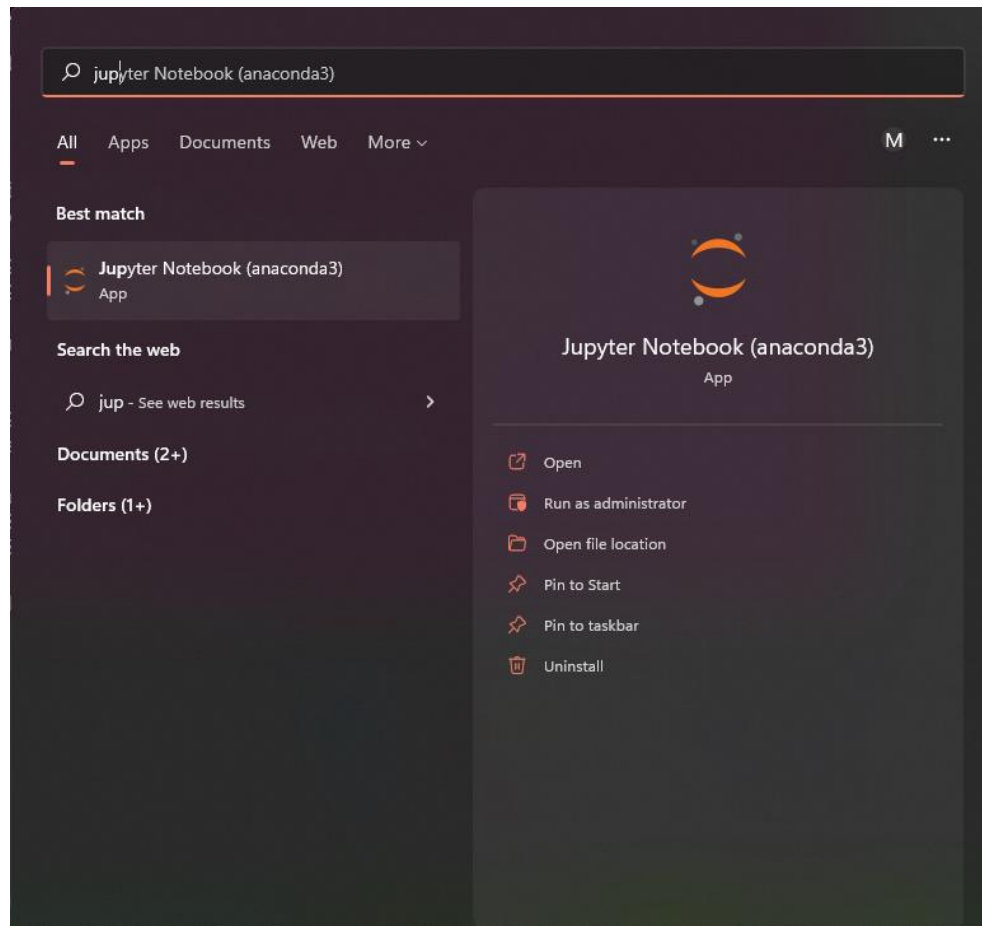 jupyter Notebook (anaconda3)
All Apps Documents Web More M ...
Best match
Jupyter Notebook (anaconda3)
App
Search the web
jup - See web results
Documents (2+)
Folders (1+)
Jupyter Notebook (anaconda3)
App
Open
Run as administrator
Open file location
Pin to Start
Pin to taskbar
Uninstall